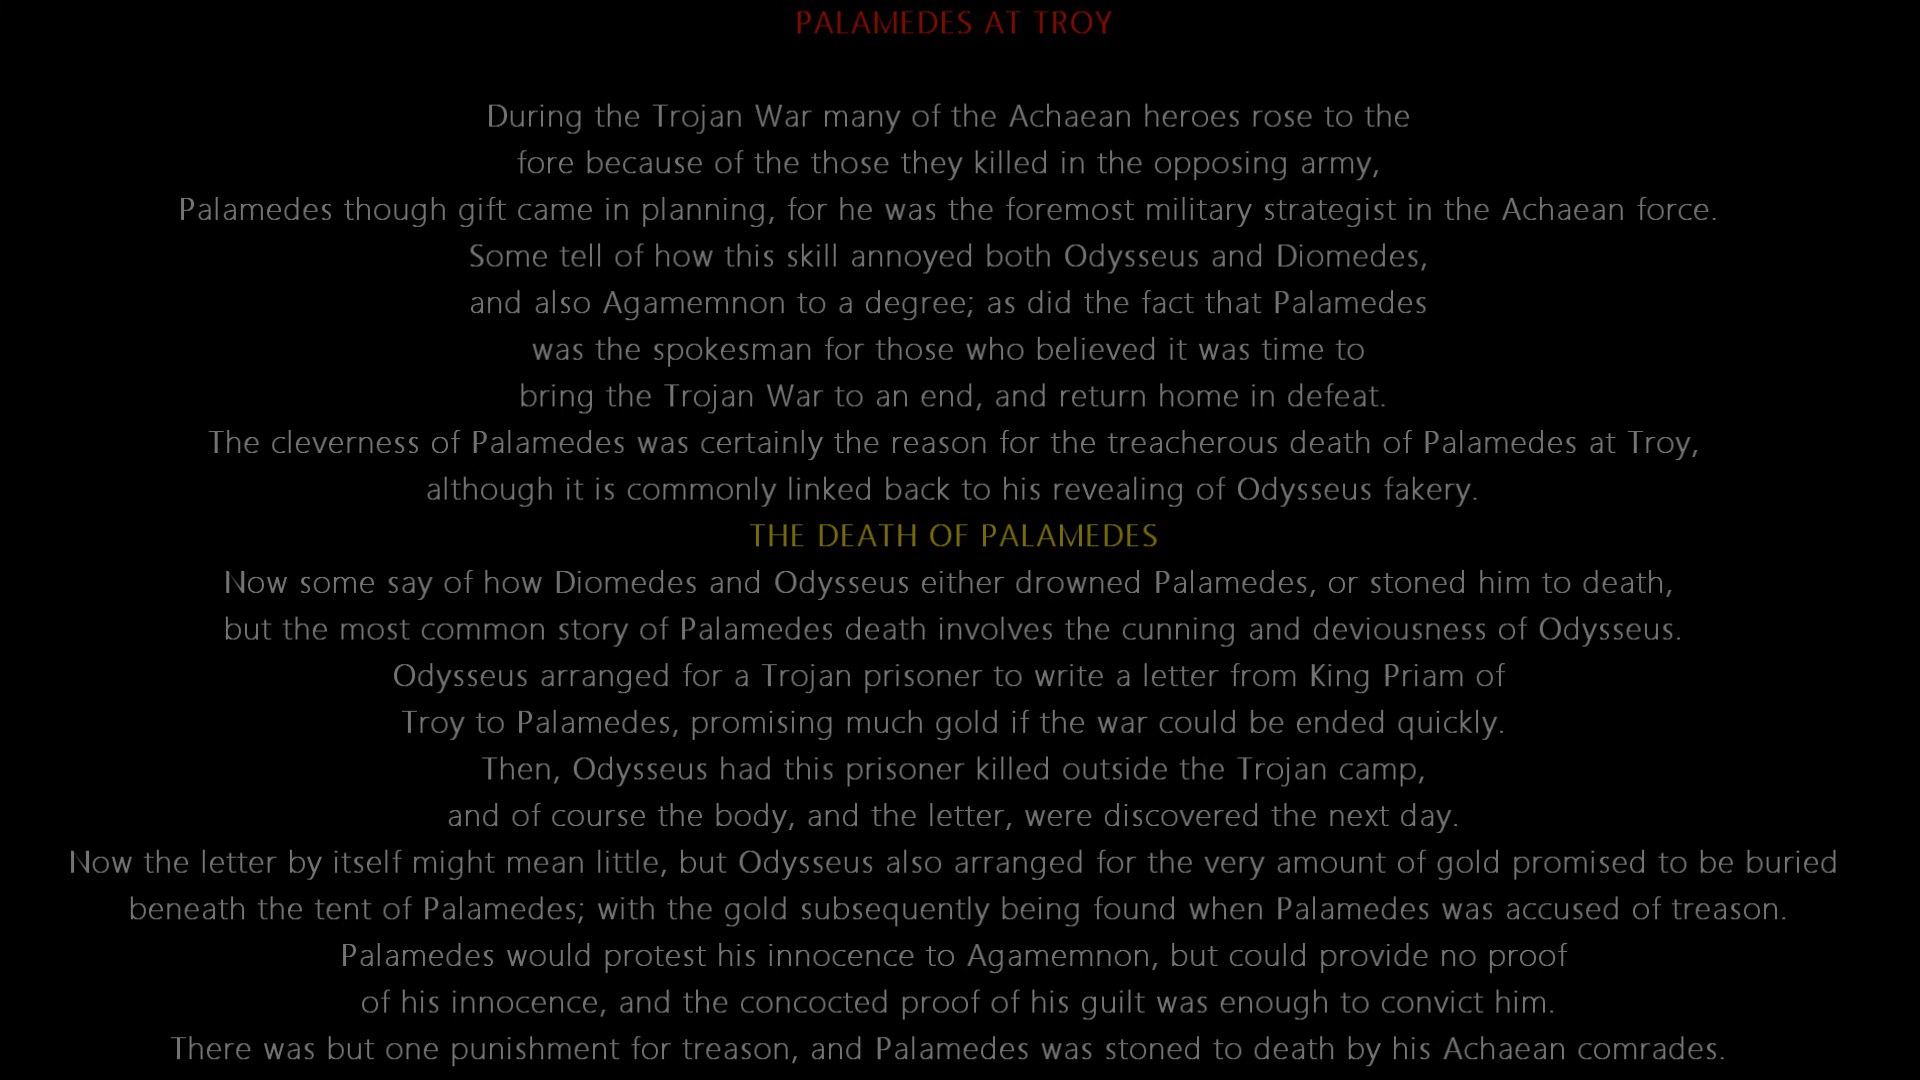 PALAMEDES AT TROY
During the Trojan War many of the Achaean heroes rose to the
fore because of the those they killed in the opposing army,
Palamedes though gift came in planning, for he was the foremost military strategist in the Achaean force.
Some tell of how this skill annoyed both Odysseus and Diomedes,
and also Agamemnon to a degree; as did the fact that Palamedes
was the spokesman for those who believed it was time to
bring the Trojan War to an end, and return home in defeat.
The cleverness of Palamedes was certainly the reason for the treacherous death of Palamedes at Troy,
although it is commonly linked back to his revealing of Odysseus fakery.
THE DEATH OF PALAMEDES
Now some say of how Diomedes and Odysseus either drowned Palamedes, or stoned him to death,
but the most common story of Palamedes death involves the cunning and deviousness of Odysseus.
Odysseus arranged for a Trojan prisoner to write a letter from King Priam of
Troy to Palamedes, promising much gold if the war could be ended quickly.
Then, Odysseus had this prisoner killed outside the Trojan camp,
and of course the body, and the letter, were discovered the next day.
Now the letter by itself might mean little, but Odysseus also arranged for the very amount of gold promised to be buried
beneath the tent of Palamedes; with the gold subsequently being found when Palamedes was accused of treason.
Palamedes would protest his innocence to Agamemnon, but could provide no proof
of his innocence, and the concocted proof of his guilt was enough to convict him.
There was but one punishment for treason, and Palamedes was stoned to death by his Achaean comrades.